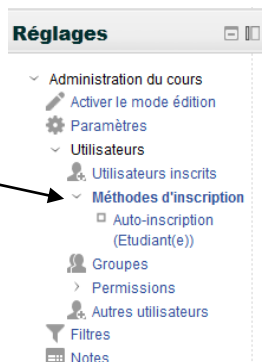 Réglages
Administration du cours
Activer le mode édition
Paramètres
Utilisateurs
Utilisateurs inscrits
Méthodes d'inscription
Auto-inscription
(Etudiant(e))
Groupes
Permissions
Autres utilisateurs
Filtres
Notes